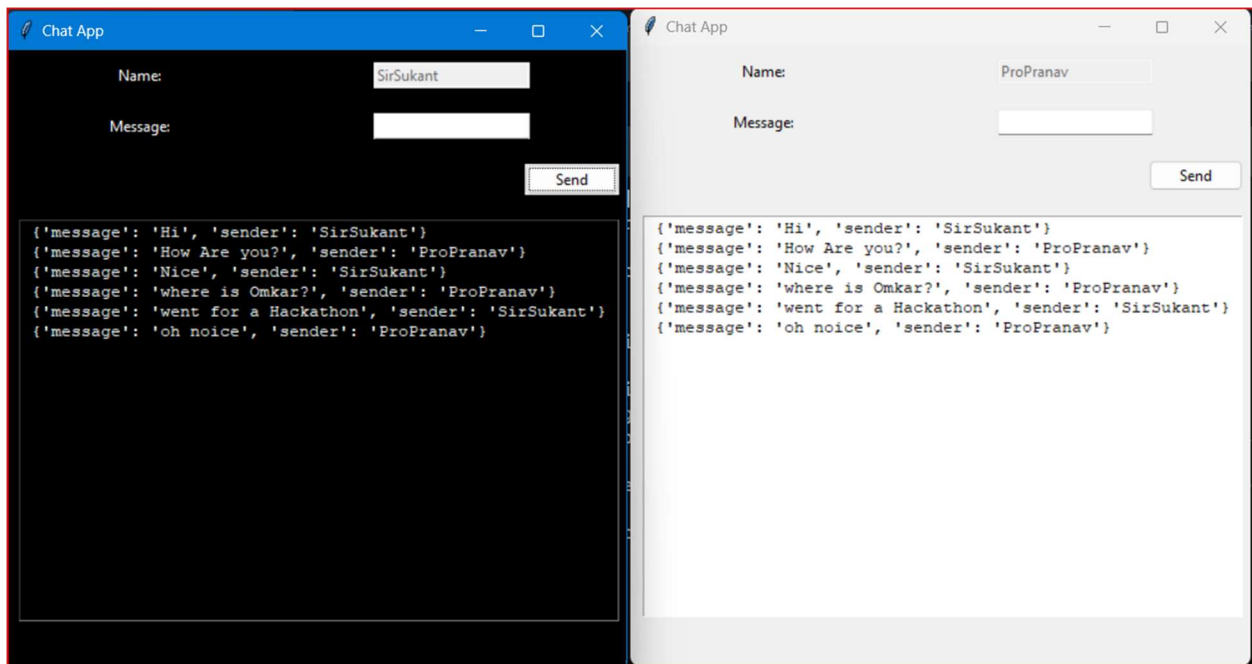 Chat App
Name:
SirSukant
Message:
Send
{'message': 'Hi', 'sender': 'SirSukant'}
{'message': 'How Are you?', 'sender': 'ProPranav'}
{'message': 'Nice', 'sender': 'SirSukant'}
{'message': 'where is Omkar?', 'sender': 'ProPranav'}
{'message': 'went for a Hackathon', 'sender': 'SirSukant'}
{'message': 'oh noice', 'sender': 'ProPranav'}
Chat App
Name:
ProPranav
Message:
Send
{'message': 'Hi', 'sender': 'SirSukant'}
{'message': 'How Are you?', 'sender': 'ProPranav'}
{'message': 'Nice', 'sender': 'SirSukant'}
{'message': 'where is Omkar?', 'sender': 'ProPranav'}
{'message': 'went for a Hackathon', 'sender': 'SirSukant'}
{'message': 'oh noice', 'sender': 'ProPranav'}